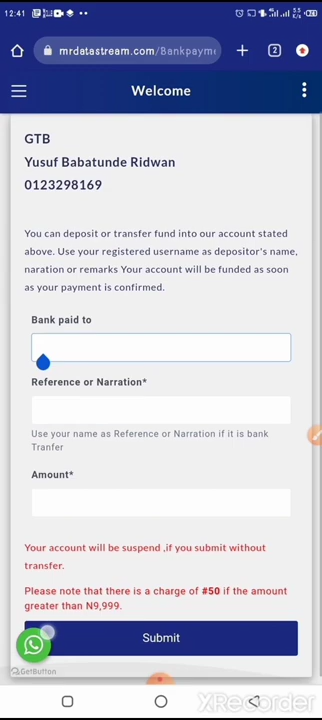 12:41
5.5
K/s
mrdatastream.com/Bankpayme
2
Welcome
GTB
Yusuf Babatunde Ridwan
0123298169
You can deposit or transfer fund into our account stated
above. Use your registered username as depositor's name,
naration or remarks Your account will be funded as soon
as your payment is confirmed.
Bank paid to
Reference or Narration*
Use your name as Reference or Narration if it is bank
Tranfer
Amount*
Your account will be suspend ,if you submit without
transfer.
Please note that there is a charge of #50 if the amount
greater than N9,999.
Submit
GetButton
XRecorder